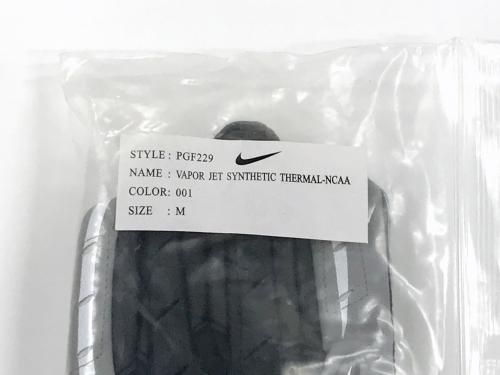 STYLE: PGF229
NAME : VAPOR JET SYNTHETIC THERMAL-NCAA
COLOR: 001
SIZE : M